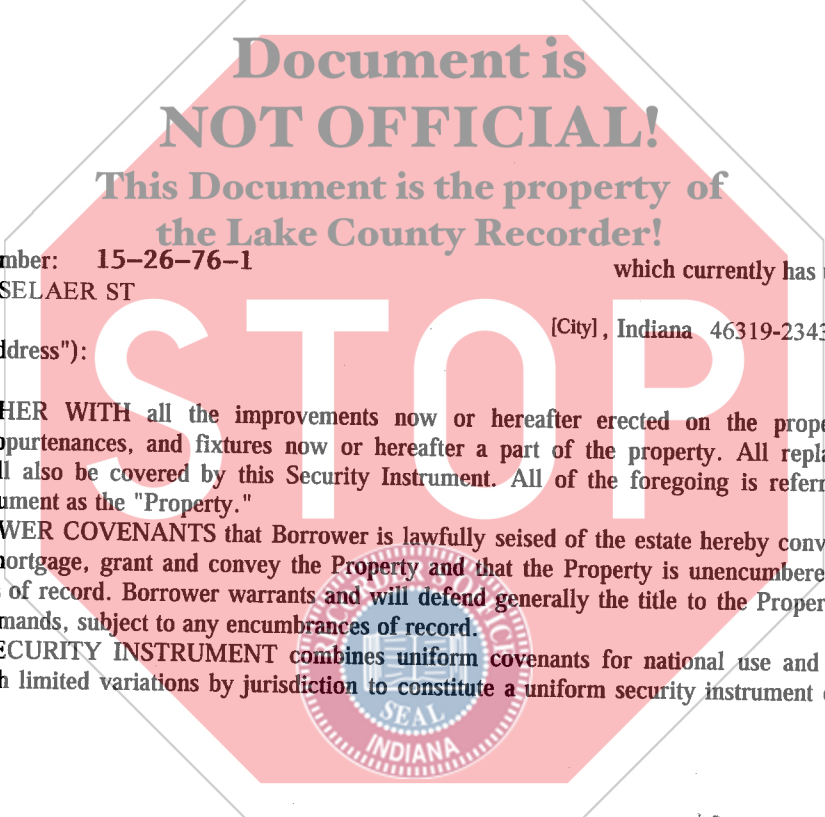 Document is
NOT OFFICIAL!
This Document is the property of
the Lake County Recorder!
mber: 15-26-76-1
which currently has
SELAER ST
[City], Indiana 46319-2343
ddress"):
STOP
HER WITH all the improvements now or hereafter erected on the prope
ppurtenances, and fixtures now or hereafter a part of the property. All repla
ll also be covered by this Security Instrument. All of the foregoing is referr
ument as the "Property."
WER COVENANTS that Borrower is lawfully seised of the estate hereby conv
ortgage, grant and convey the Property and that the Property is unencumbere
of record. Borrower warrants and will defend generally the title to the Proper
mands, subject to any encumbrances of record.
ECURITY INSTRUMENT combines uniform covenants for national use and
h limited variations by jurisdiction to constitute a uniform security instrument
SEAL
INDIANA